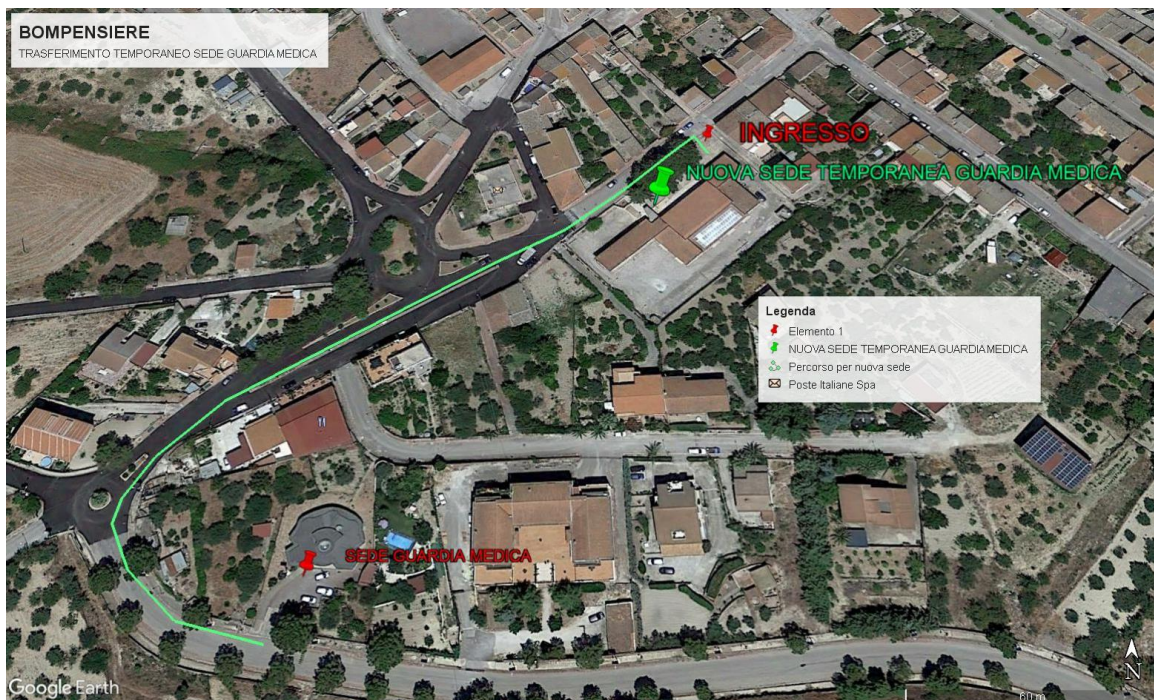 BOMPENSIERE
TRASFERIMENTO TEMPORANEO SEDE GUARDIA MEDICA
INGRESSO
NUOVA SEDE TEMPORANEA GUARDIA MEDICA
Legenda
Elemento 1
NUOVA SEDE TEMPORANEA GUARDIA MEDICA
Percorso per nuova sede
Poste Italiane Spa
SEDE GUARDIA MEDICA
N
Google Earth
60 m